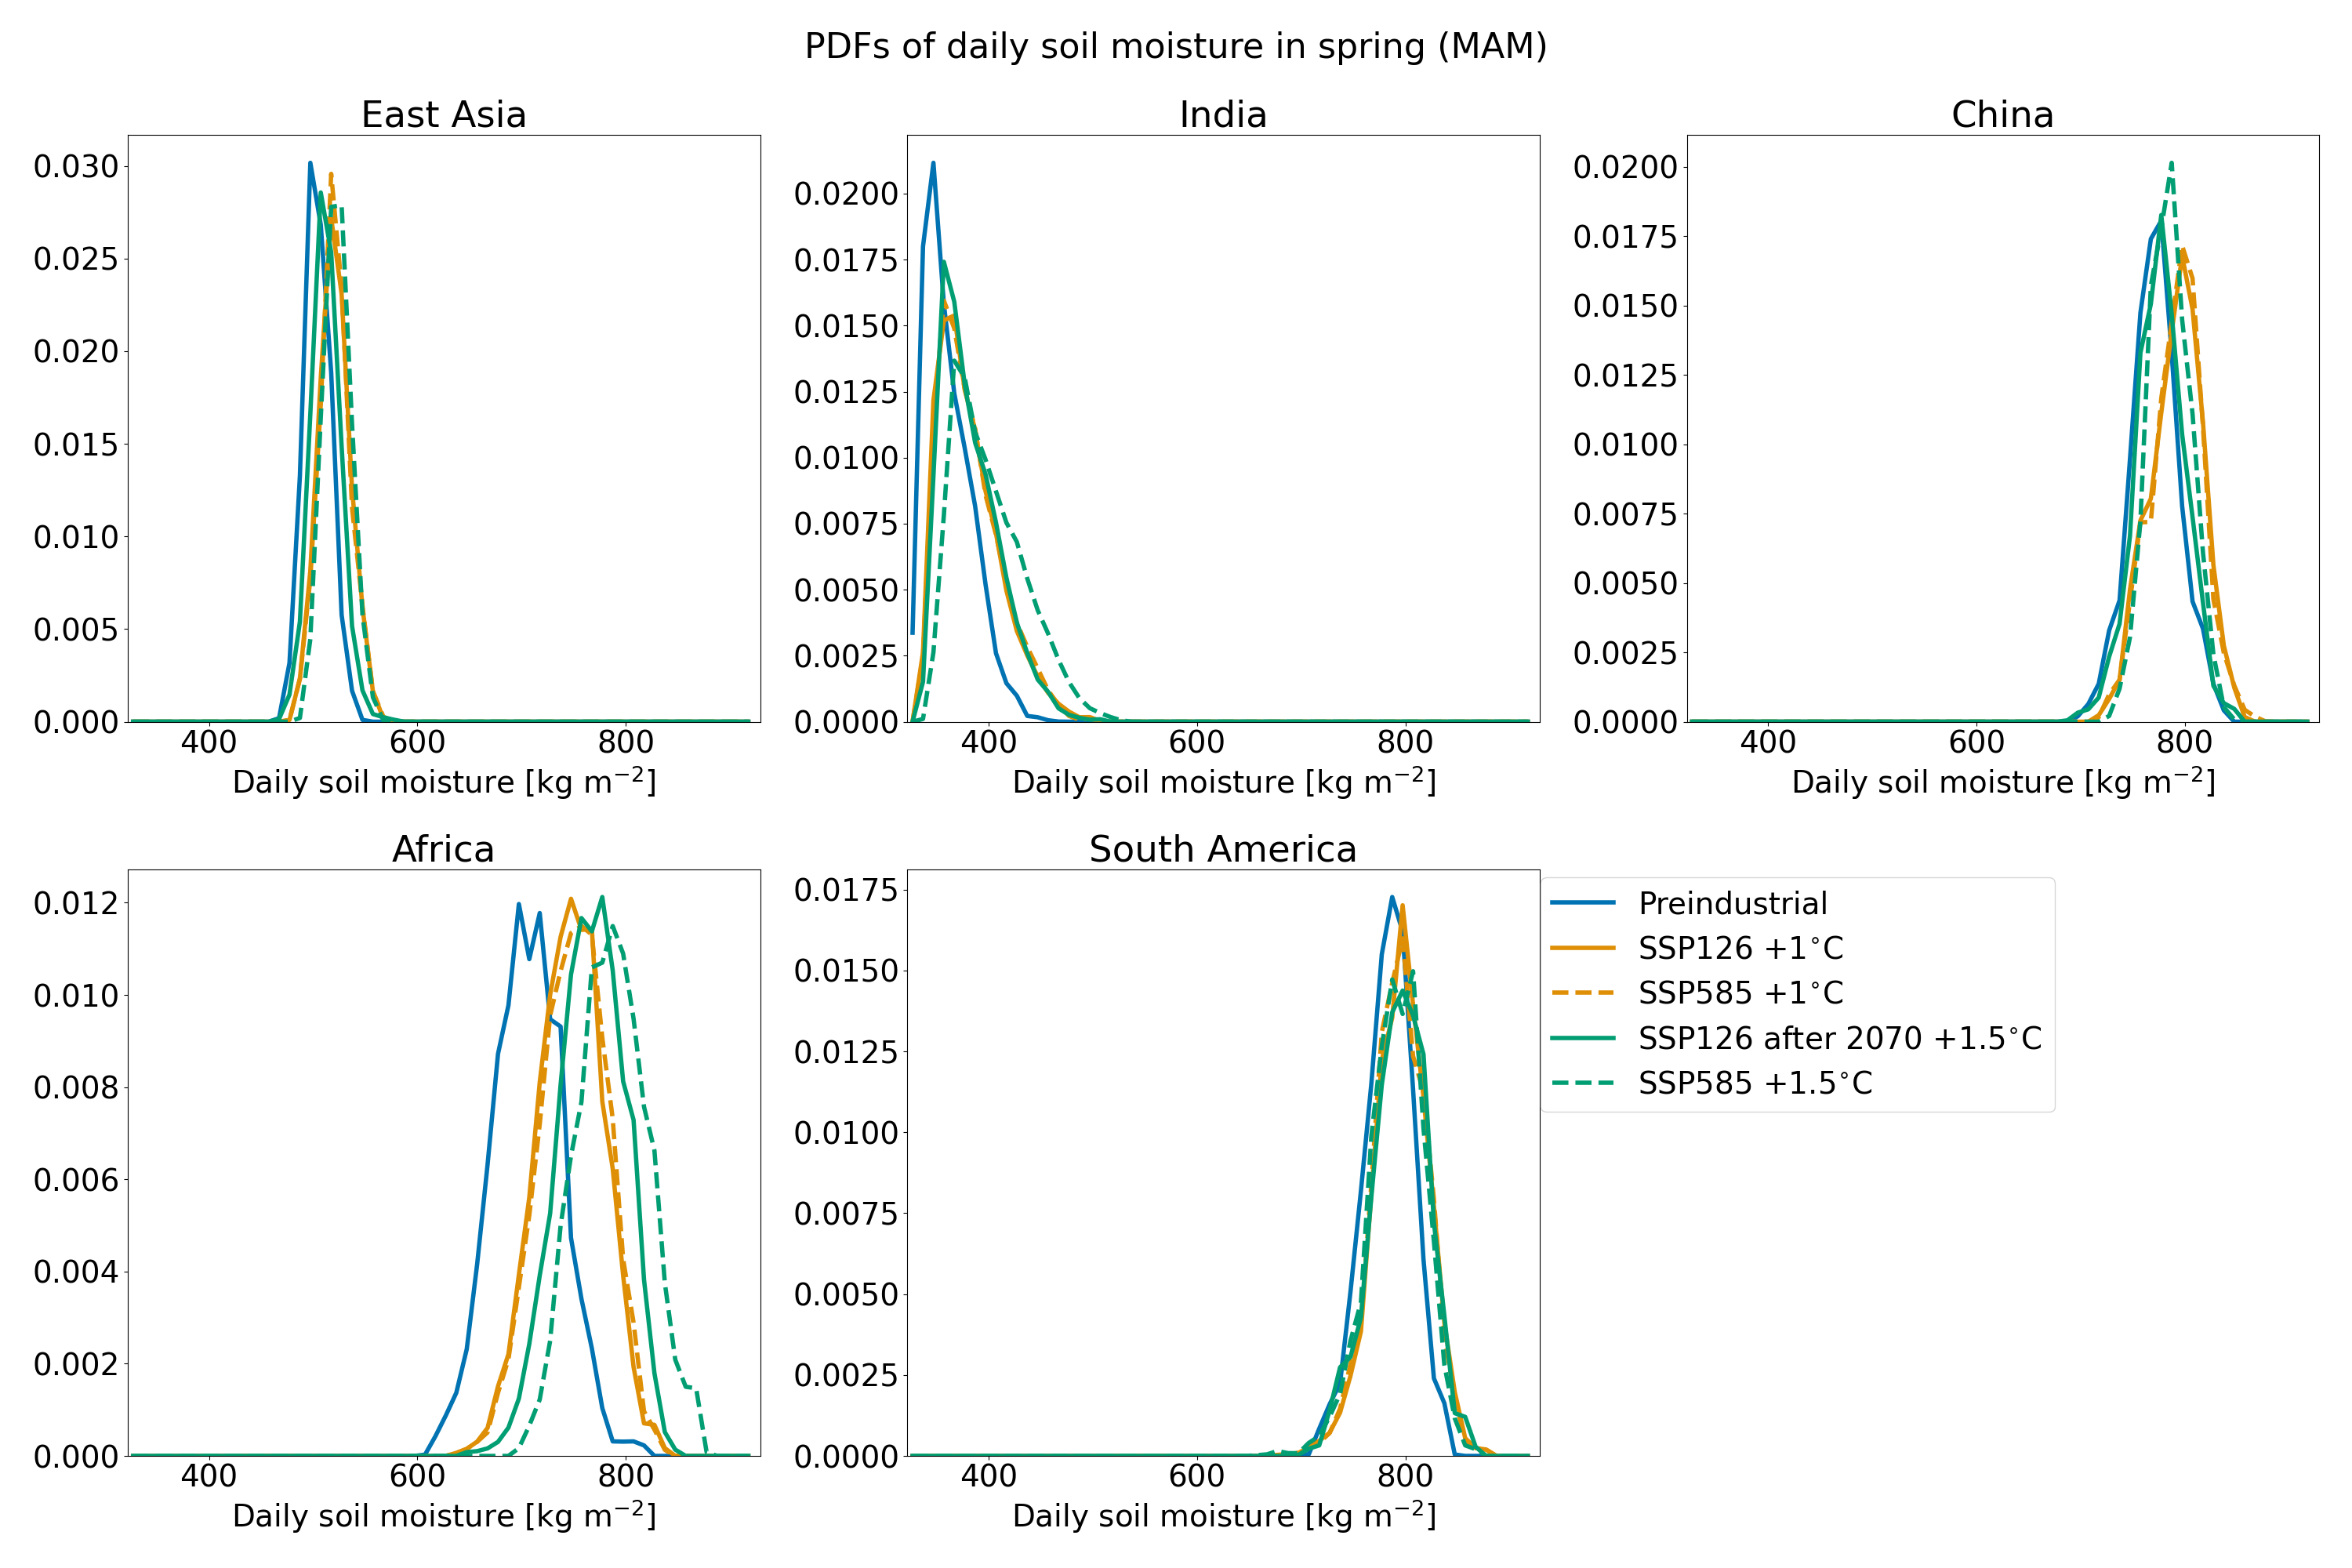 PDFs of daily soil moisture in spring (MAM)
East Asia
0.030
0.025
0.020
0.015
0.010
0.005
0.000
400 600 800
Daily soil moisture [kg m⁻²]
India
0.0200
0.0175
0.0150
0.0125
0.0100
0.0075
0.0050
0.0025
0.0000
400 600 800
Daily soil moisture [kg m⁻²]
China
0.0200
0.0175
0.0150
0.0125
0.0100
0.0075
0.0050
0.0025
0.0000
400 600 800
Daily soil moisture [kg m⁻²]
Africa
0.012
0.010
0.008
0.006
0.004
0.002
0.000
400 600 800
Daily soil moisture [kg m⁻²]
South America
0.0175
0.0150
0.0125
0.0100
0.0075
0.0050
0.0025
0.0000
400 600 800
Daily soil moisture [kg m⁻²]
Preindustrial
SSP126 +1°C
SSP585 +1°C
SSP126 after 2070 +1.5°C
SSP585 +1.5°C